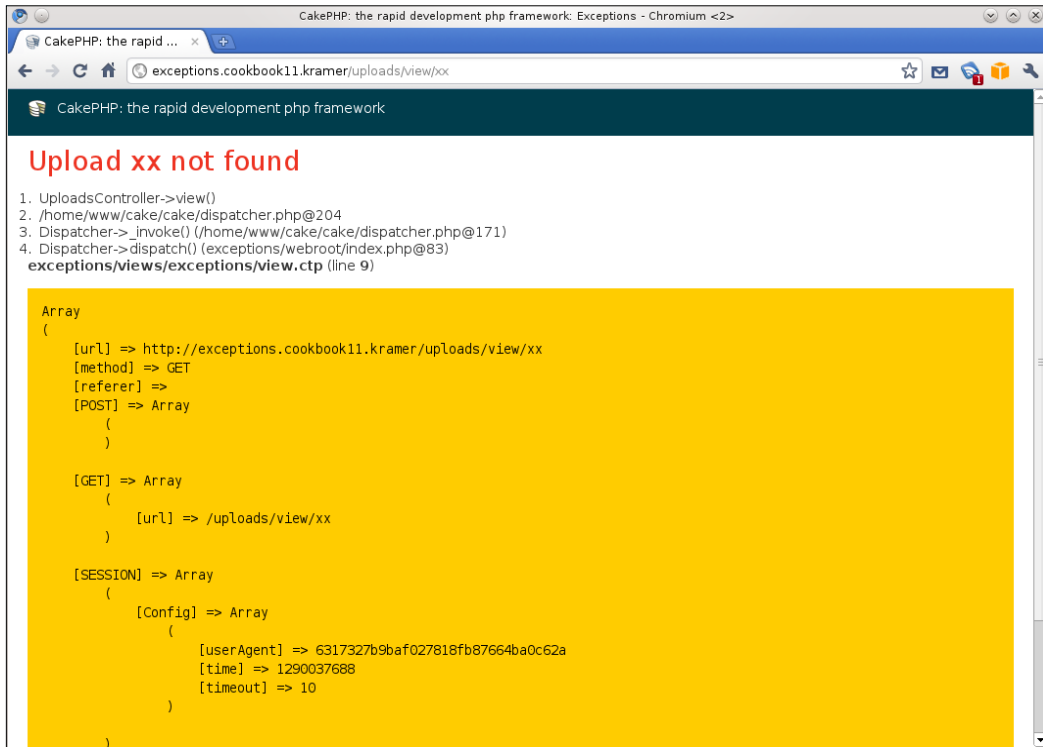 CakePHP: the rapid development php framework: Exceptions - Chromium <2>
CakePHP: the rapid ...
exceptions.cookbook11.kramer/uploads/view/xx
1
CakePHP: the rapid development php framework
Upload xx not found
1. UploadsController->view()
2. /home/www/cake/cake/dispatcher.php@204
3. Dispatcher->_invoke() (/home/www/cake/cake/dispatcher.php@171)
4. Dispatcher->dispatch() (exceptions/webroot/index.php@83)
exceptions/views/exceptions/view.ctp (line 9)
Array
(
[url] => http://exceptions.cookbook11.kramer/uploads/view/xx
[method] => GET
[referer] =>
[POST] => Array
(
)
[GET] => Array
(
[url] => /uploads/view/xx
)
[SESSION] => Array
(
[Config] => Array
(
[userAgent] => 6317327b9baf027818fb87664ba0c62a
[time] => 1290037688
[timeout] => 10
)
)